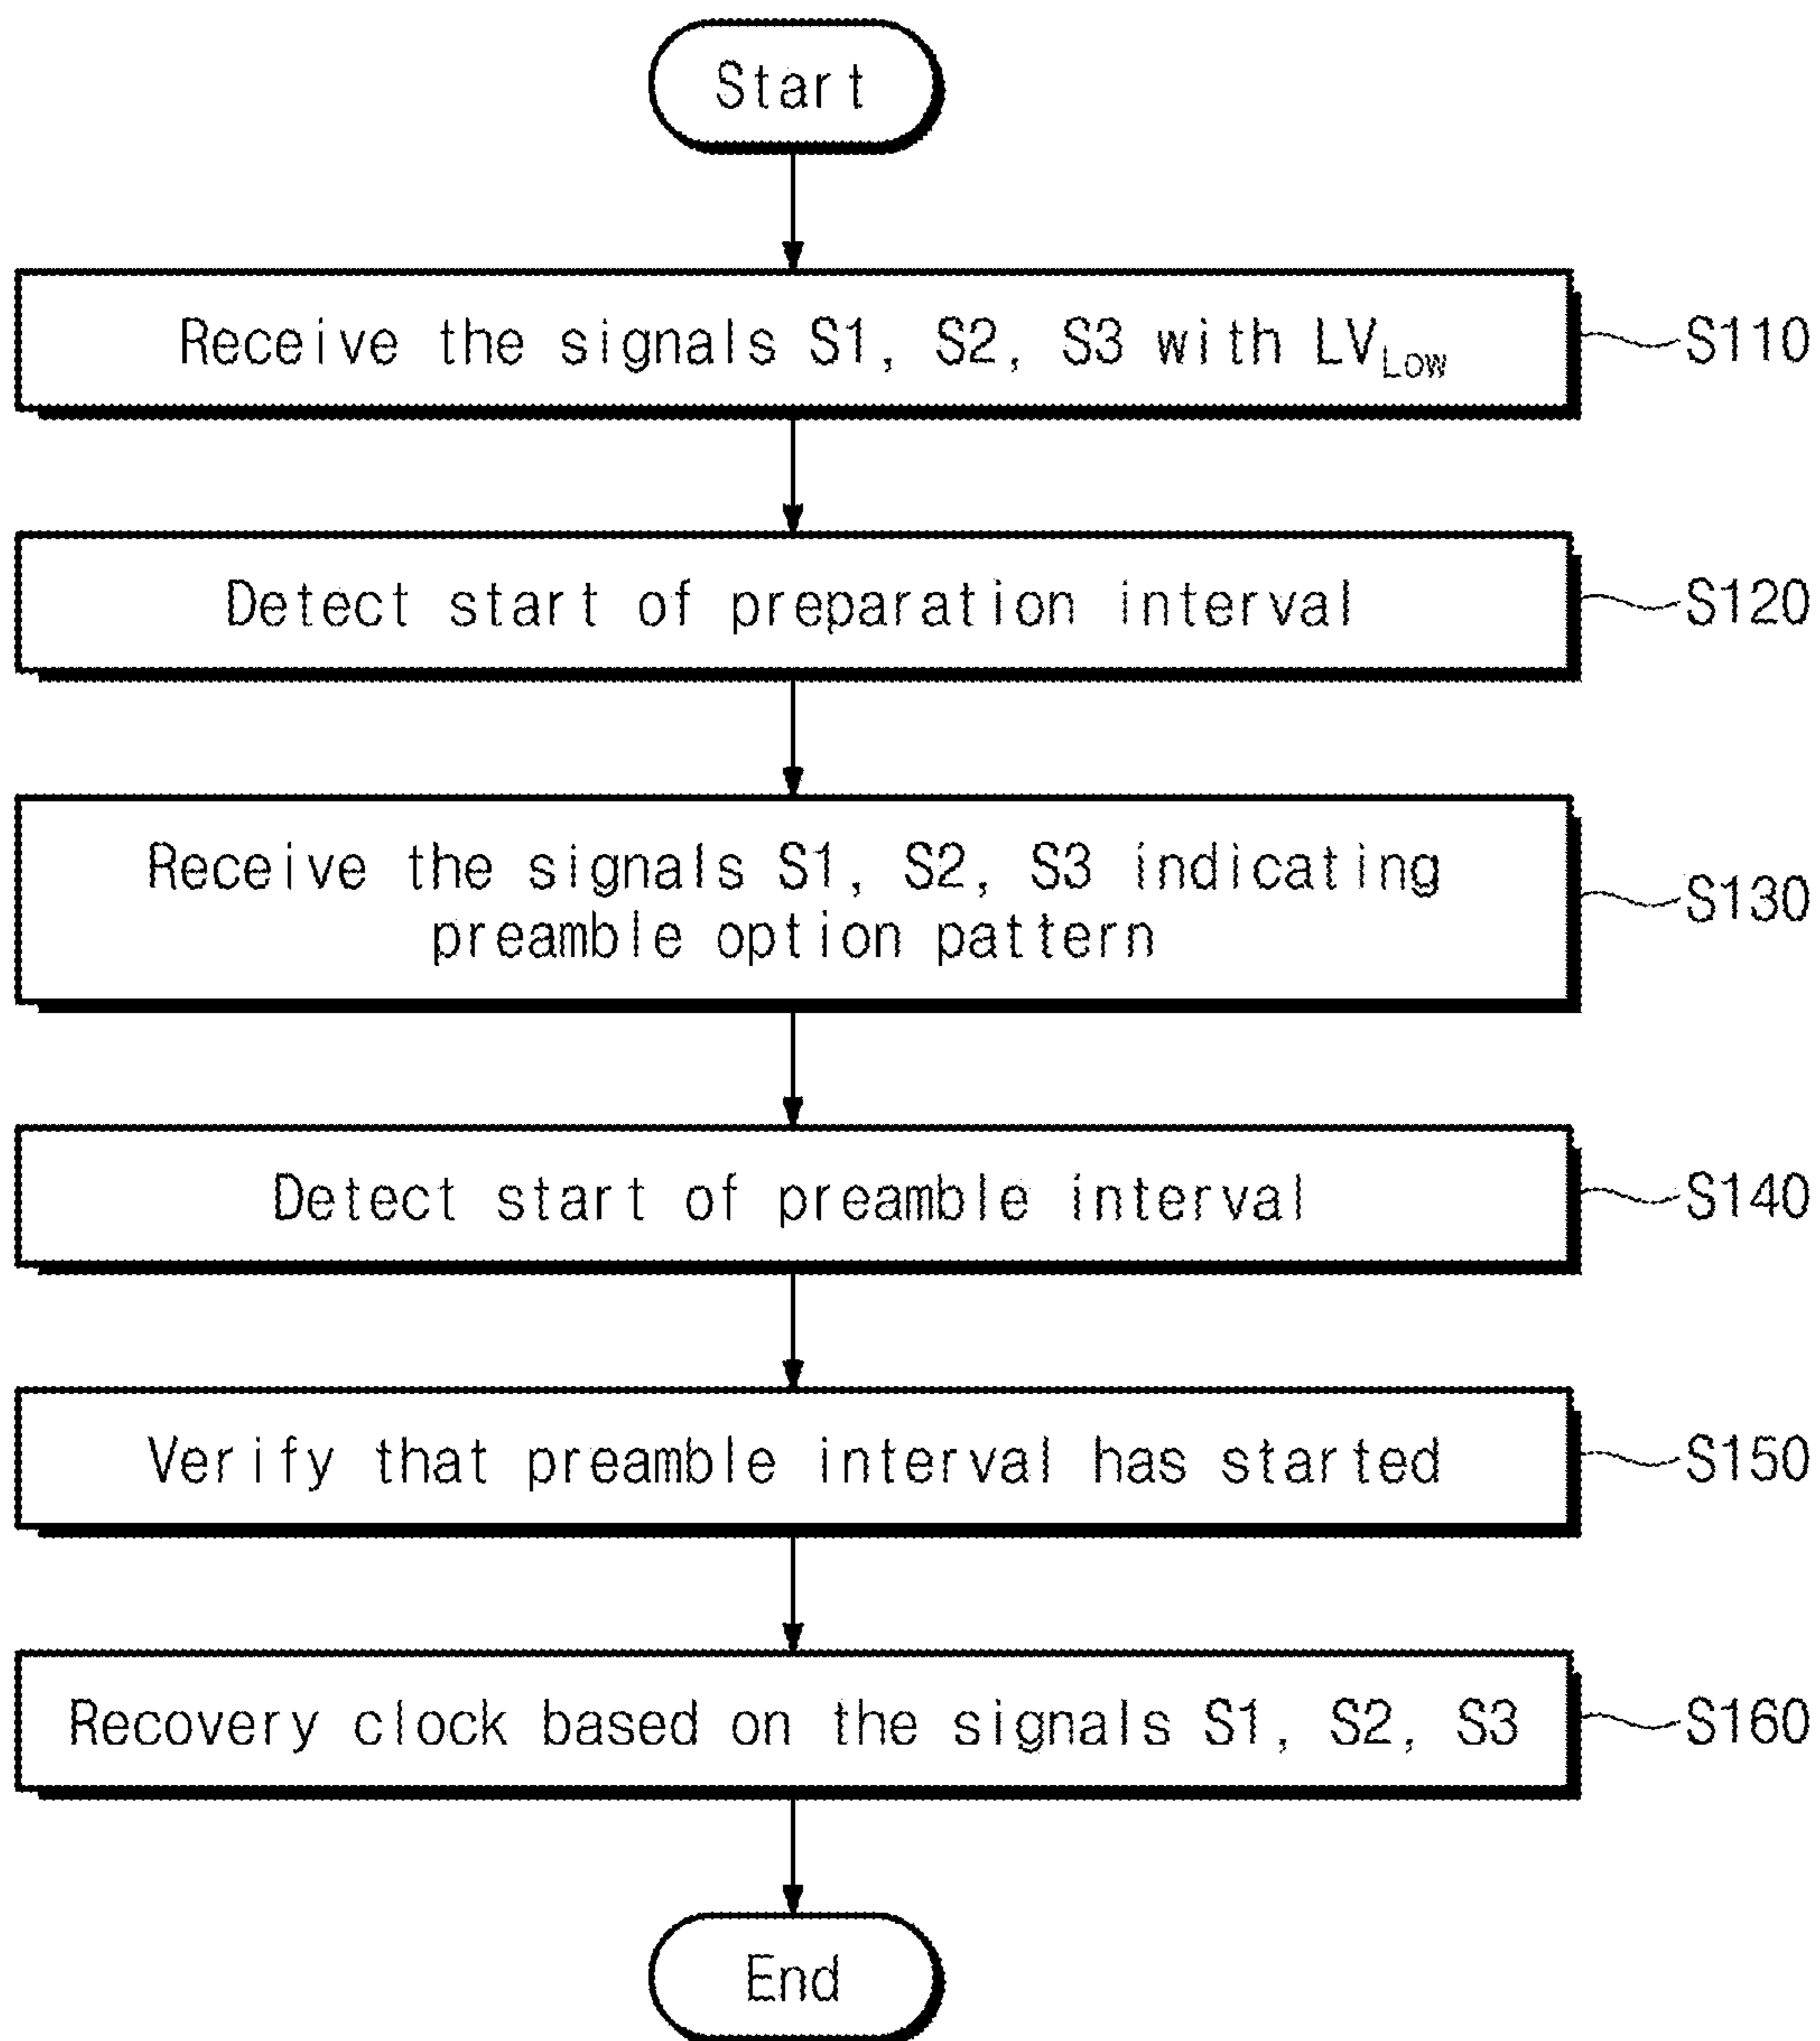 Start
Receive the signals S1, S2, S3 with LV_Low
S110
Detect start of preparation interval
S120
Receive the signals S1, S2, S3 indicating
preamble option pattern
S130
Detect start of preamble interval
S140
Verify that preamble interval has started
S150
Recovery clock based on the signals S1, S2, S3
S160
End